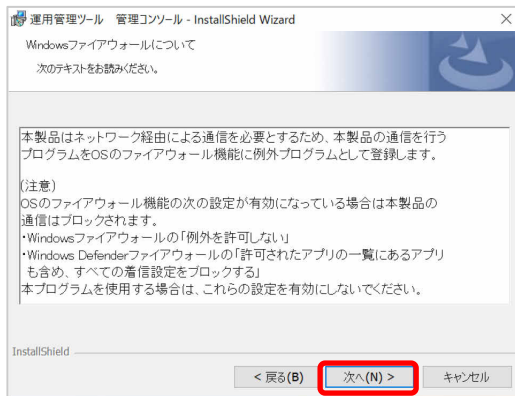 運用管理ツール　管理コンソール - InstallShield Wizard
Windowsファイアウォールについて
次のテキストをお読みください。
本製品はネットワーク経由による通信を必要とするため、本製品の通信を行う
プログラムをOSのファイアウォール機能に例外プログラムとして登録します。
(注意)
OSのファイアウォール機能の次の設定が有効になっている場合は本製品の
通信はブロックされます。
・Windowsファイアウォールの「例外を許可しない」
・Windows Defenderファイアウォールの「許可されたアプリの一覧にあるアプリ
も含め、すべての着信設定をブロックする」
本プログラムを使用する場合は、これらの設定を有効にしないでください。
InstallShield
< 戻る(B)
次へ(N) >
キャンセル